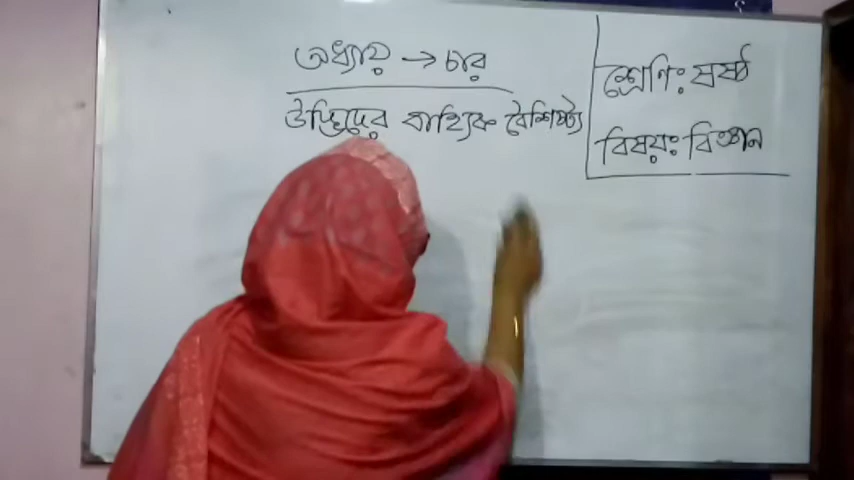 অধ্যায় → চার
উদ্ভিদের বাহ্যিক বৈশিষ্ট্য
শ্রেণিঃ ষষ্ঠ
বিষয়ঃ বিজ্ঞান